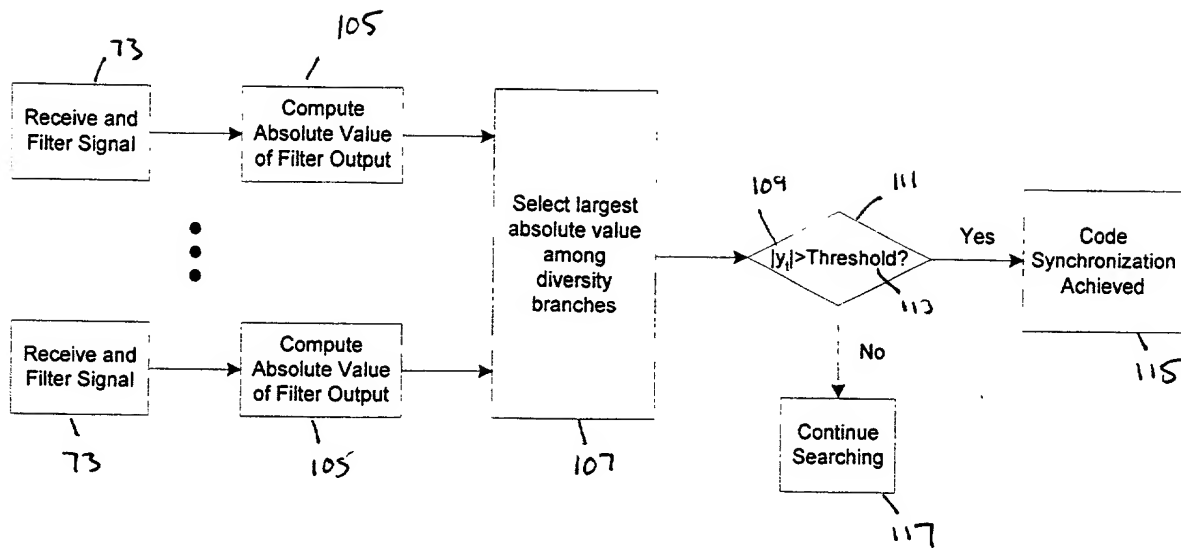 73
105
Receive and
Filter Signal
Compute
Absolute Value
of Filter Output
Select largest
absolute value
among
diversity
branches
109
111
|yt|>Threshold?
113
Yes
Code
Synchronization
Achieved
115
No
Continue
Searching
117
Receive and
Filter Signal
Compute
Absolute Value
of Filter Output
73
105
107